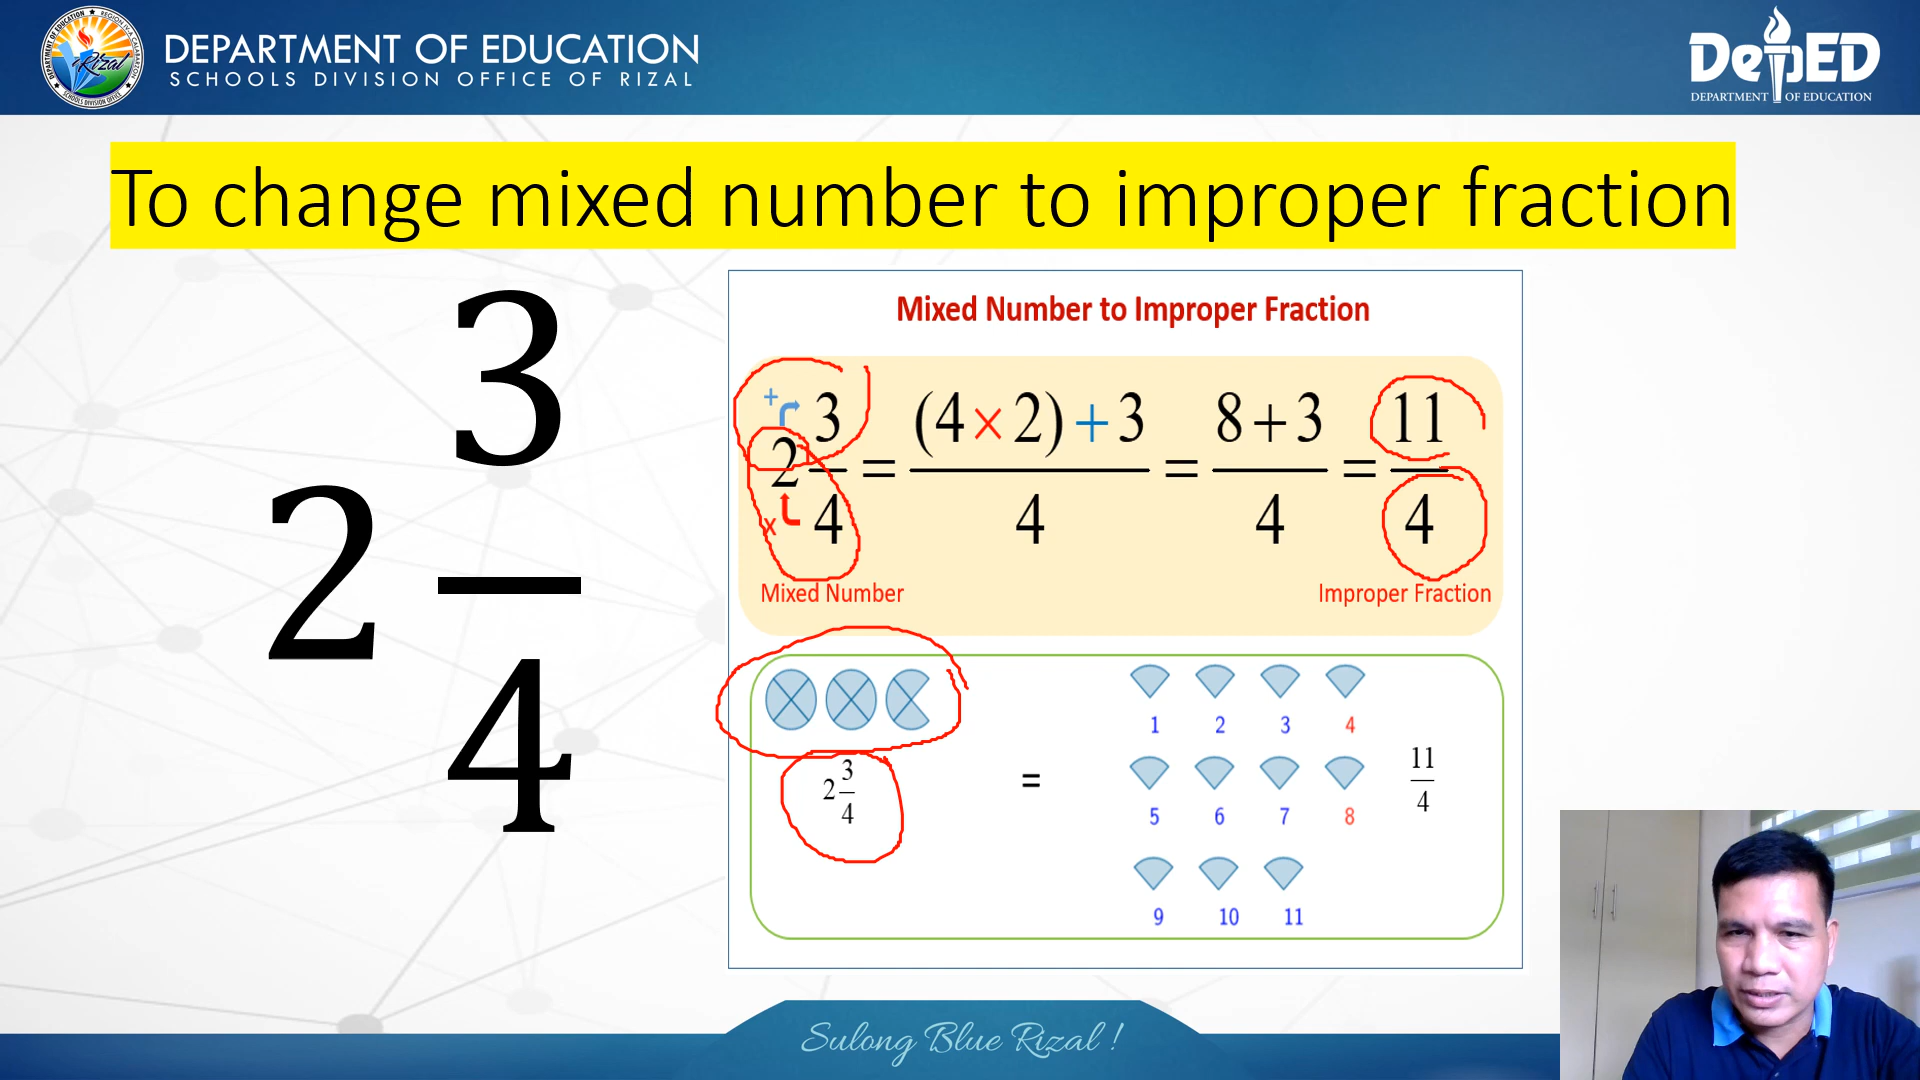 DEPARTMENT OF EDUCATION
SCHOOLS DIVISION OFFICE OF RIZAL
DepED
DEPARTMENT OF EDUCATION
To change mixed number to improper fraction
2 3/4
Mixed Number to Improper Fraction
+ × 2 3/4 = (4 × 2) + 3 / 4 = 8 + 3 / 4 = 11/4
Mixed Number Improper Fraction
1 2 3 4
2 3/4 = 11/4
5 6 7 8
9 10 11
Sulong Blue Rizal !